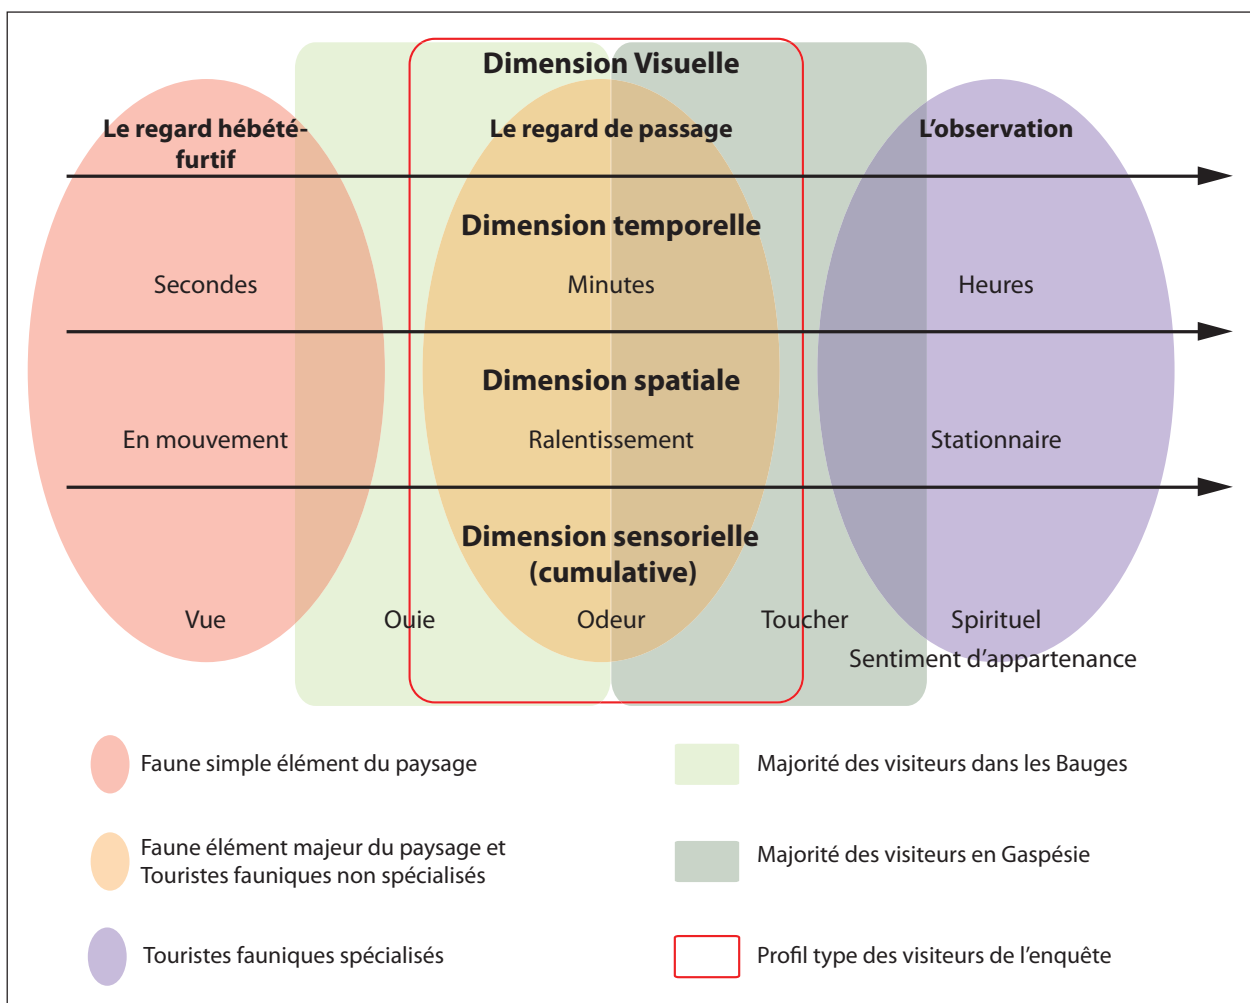 Dimension Visuelle
Le regard hébété-
furtif
Le regard de passage
L'observation
Dimension temporelle
Secondes
Minutes
Heures
Dimension spatiale
En mouvement
Ralentissement
Stationnaire
Dimension sensorielle
(cumulative)
Vue
Ouie
Odeur
Toucher
Spirituel
Sentiment d'appartenance
Faune simple élément du paysage
Faune élément majeur du paysage et
Touristes fauniques non spécialisés
Touristes fauniques spécialisés
Majorité des visiteurs dans les Bauges
Majorité des visiteurs en Gaspésie
Profil type des visiteurs de l'enquête